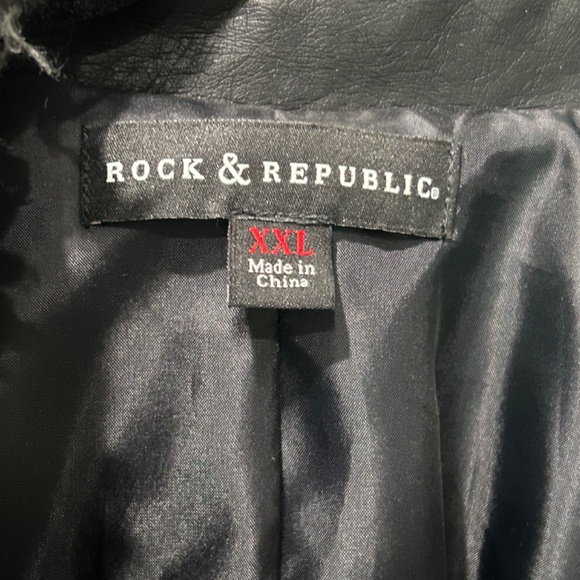 ROCK & REPUBLIC®
XXL
Made in
China